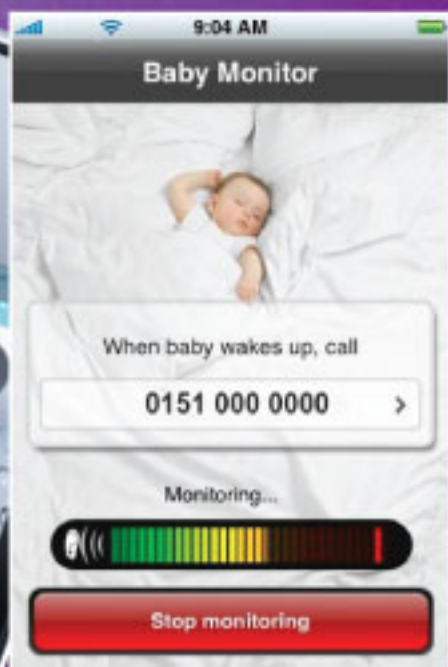 9:04 AM
Baby Monitor
When baby wakes up, call
0151 000 0000
Monitoring...
Stop monitoring